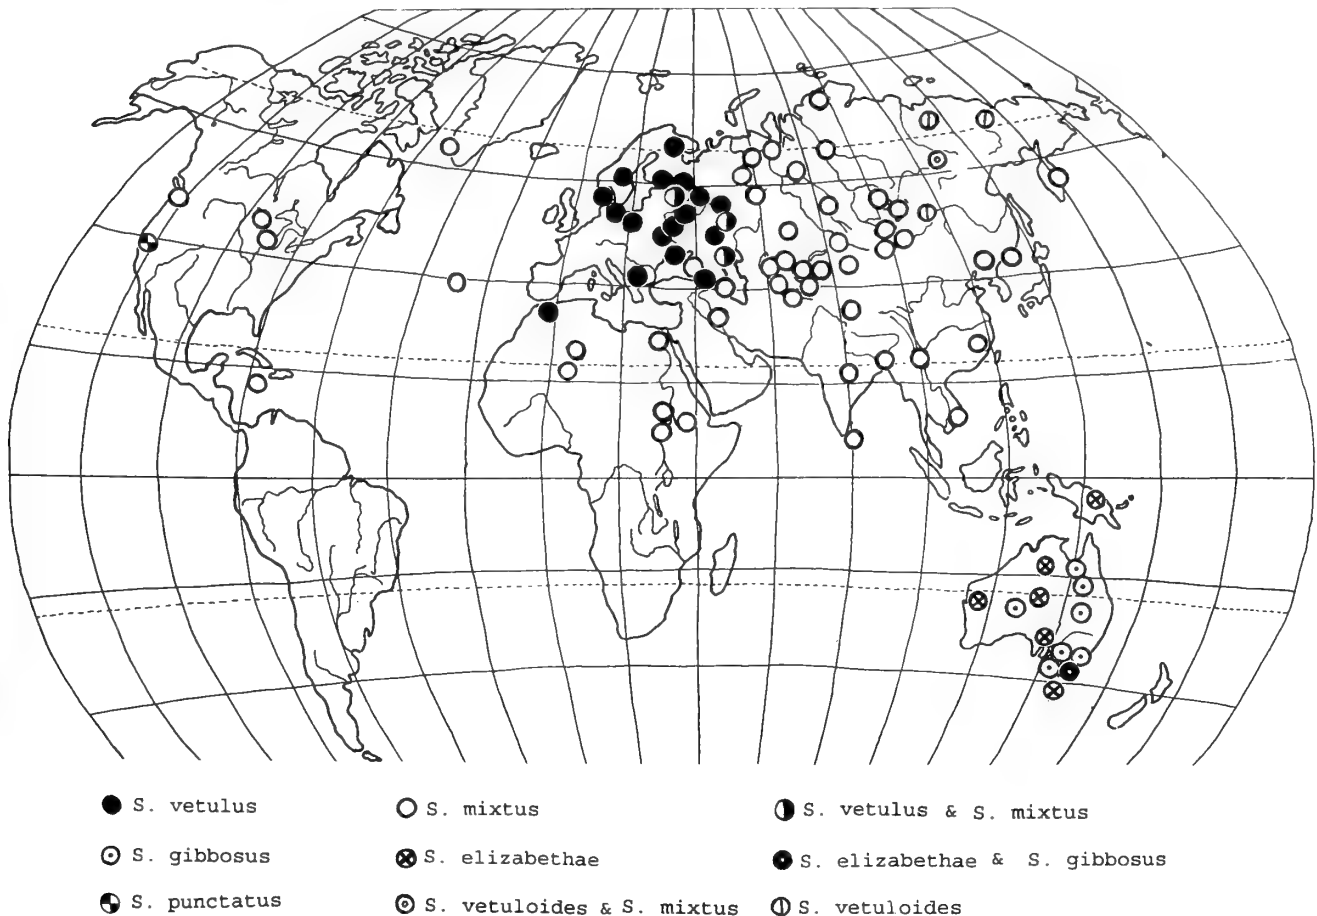 S. vetulus S. mixtus S. vetulus & S. mixtus
S. gibbosus S. elizabethae S. elizabethae & S. gibbosus
S. punctatus S. vetuloides & S. mixtus S. vetuloides